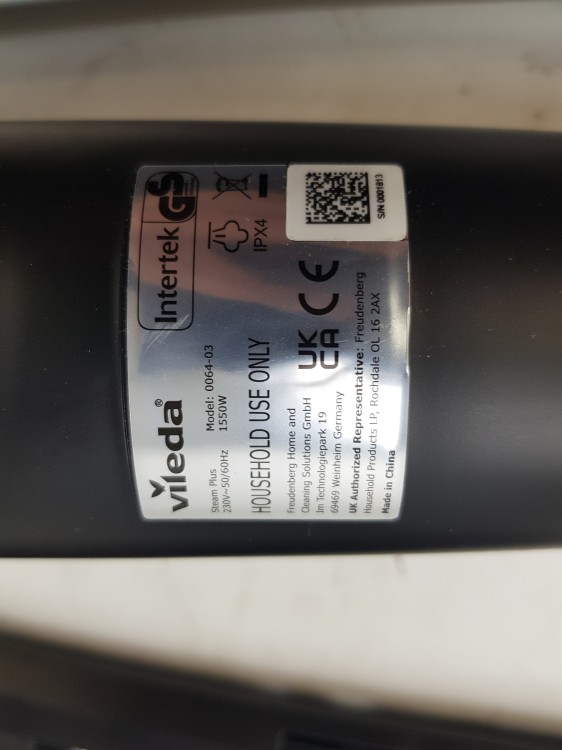 vileda®
Steam Plus Model: 0064-03
230V~50/60Hz 1550W
HOUSEHOLD USE ONLY
Freudenberg Home and
Cleaning Solutions GmbH
Im Technologiepark 19
69469 Weinheim Germany
UK Authorized Representative: Freudenberg
Household Products LP, Rochdale OL 16 2AX
Made in China
Intertek
GS
IPX4
UK
CA
CE
S/N 0001813